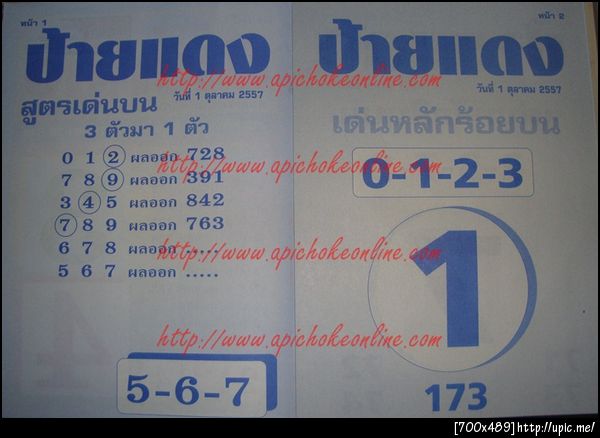 หน้า 1
ป้ายแดง
วันที่ 1 ตุลาคม 2557
สูตรเด่นบน
3 ตัวมา 1 ตัว
0 1 2 ผลออก 728
7 8 9 ผลออก 391
3 4 5 ผลออก 842
7 8 9 ผลออก 763
6 7 8 ผลออก .....
5 6 7 ผลออก .....
5-6-7
หน้า 2
ป้ายแดง
วันที่ 1 ตุลาคม 2557
เด่นหลักร้อยบน
0-1-2-3
1
173
http://www.apichokeonline.com
http://www.apichokeonline.com
http://www.apichokeonline.com
http://www.apichokeonline.com
[700x489]http://upic.me/